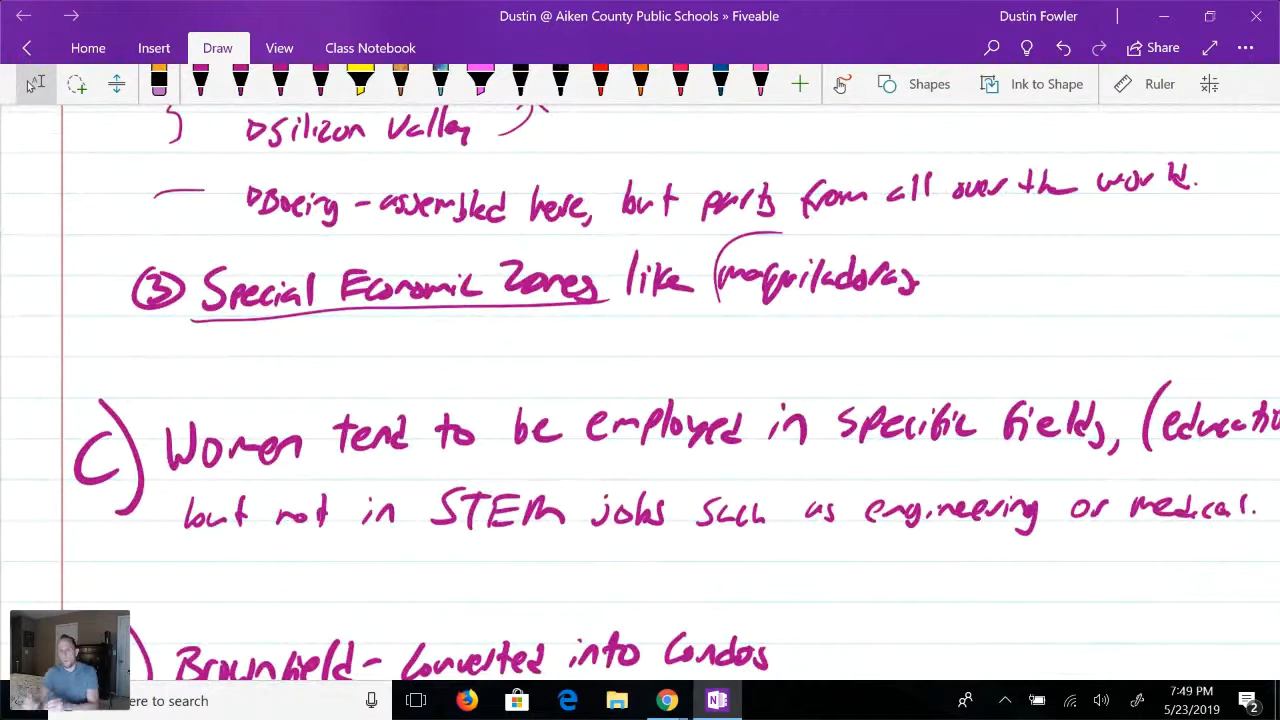 Dustin @ Aiken County Public Schools » Fiveable
Dustin Fowler
Home Insert Draw View Class Notebook
Share
Shapes Ink to Shape Ruler
Silizon Valley
Boeing - assembled here, but parts from all over the world.
③ Special Economic Zones like maquiladoras
C) Women tend to be employed in specific fields, (educatio
but not in STEM jobs such as engineering or medical.
Brownfield - converted into Condos
here to search
7:49 PM
5/23/2019
2